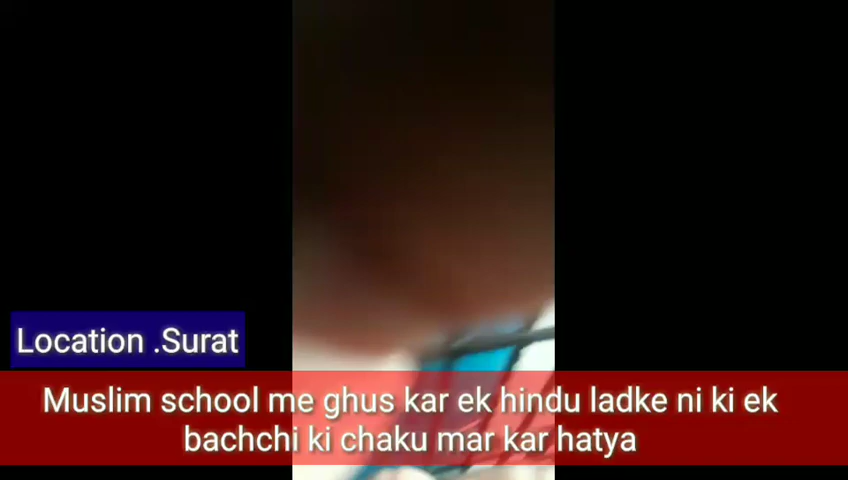 Location .Surat
Muslim school me ghus kar ek hindu ladke ni ki ek
bachchi ki chaku mar kar hatya